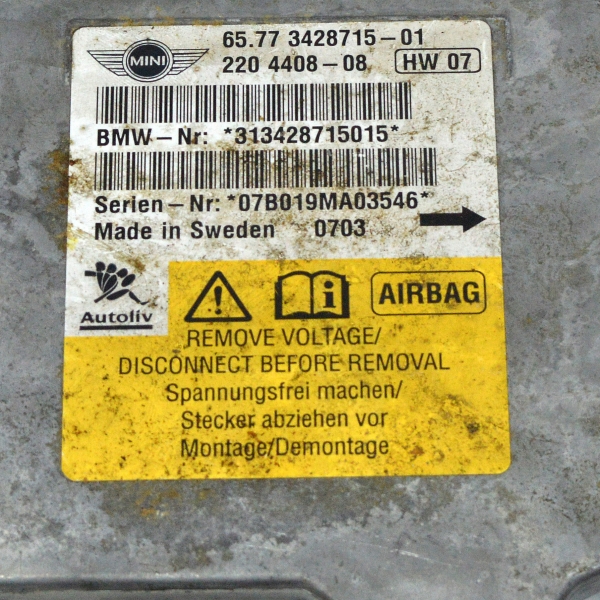 MINI
65.77 3428715-01
220 4408-08 HW 07
BMW-Nr: *313428715015*
Serien-Nr: *07B019MA03546*
Made in Sweden 0703
Autoliv
AIRBAG
REMOVE VOLTAGE/
DISCONNECT BEFORE REMOVAL
Spannungsfrei machen/
Stecker abziehen vor
Montage/Demontage